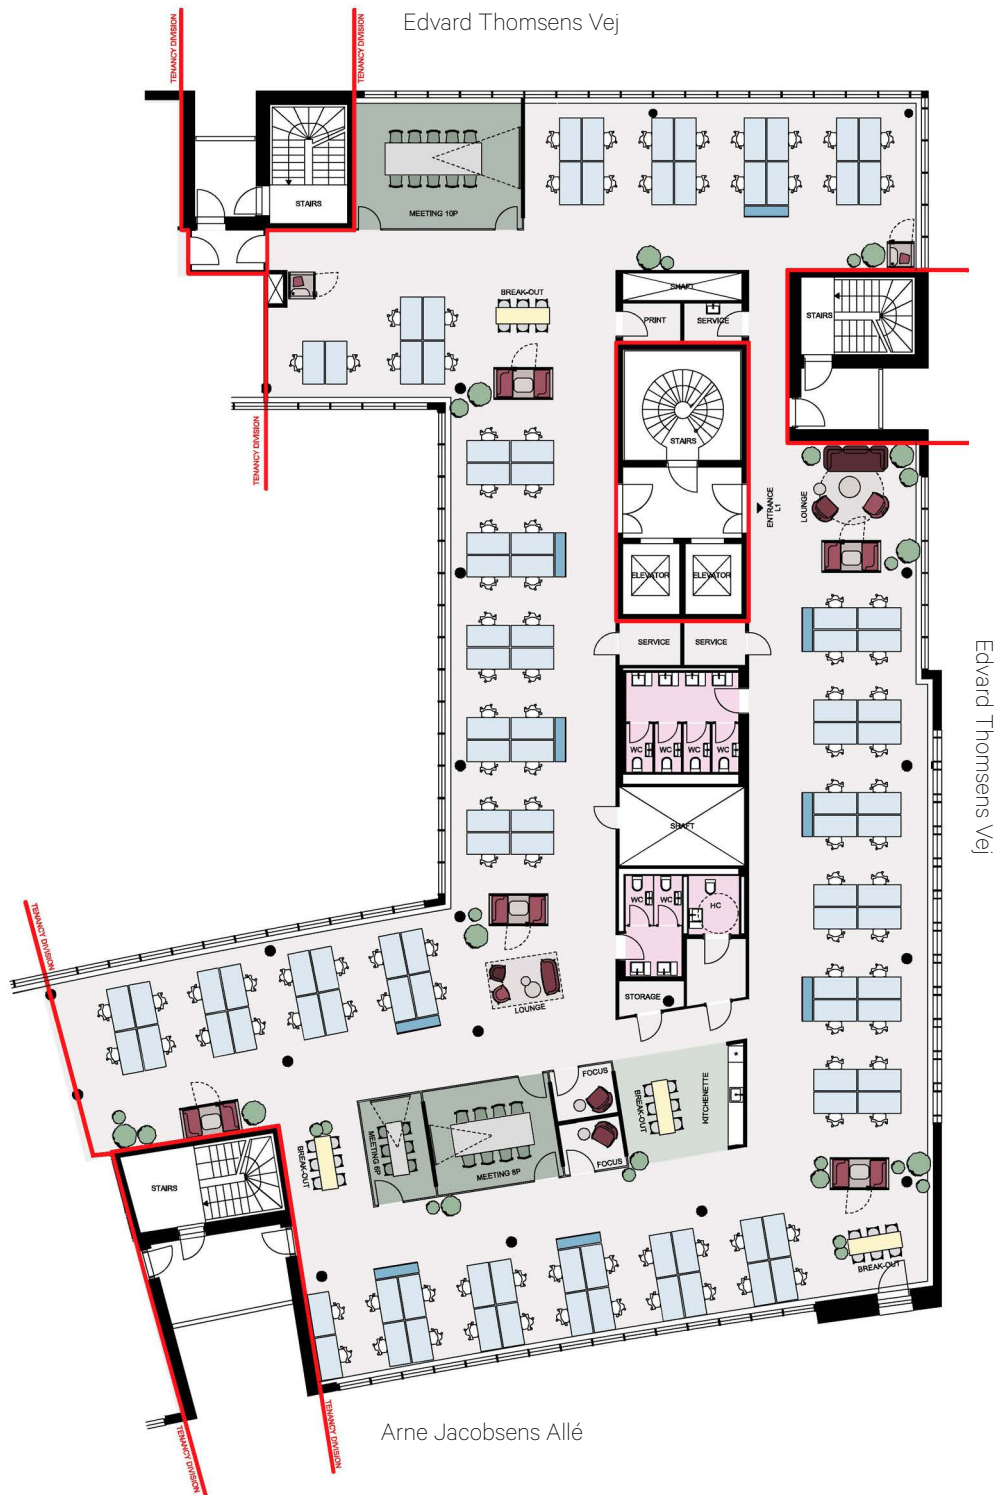 Edvard Thomsens Vej
TENANCY DIVISION
TENANCY DIVISION
STAIRS
MEETING 10P
BREAK-OUT
SHAFT
PRINT
SERVICE
STAIRS
STAIRS
TENANCY DIVISION
ENTRANCE
L1
LOUNGE
ELEVATOR
ELEVATOR
SERVICE
SERVICE
Edvard Thomsens Vej
WC
WC
WC
WC
SHAFT
WC
WC
HC
TENANCY DIVISION
LOUNGE
STORAGE
FOCUS
BREAK-OUT
KITCHENETTE
MEETING 6P
MEETING 8P
FOCUS
BREAK-OUT
STAIRS
BREAK-OUT
TENANCY DIVISION
TENANCY DIVISION
Arne Jacobsens Allé